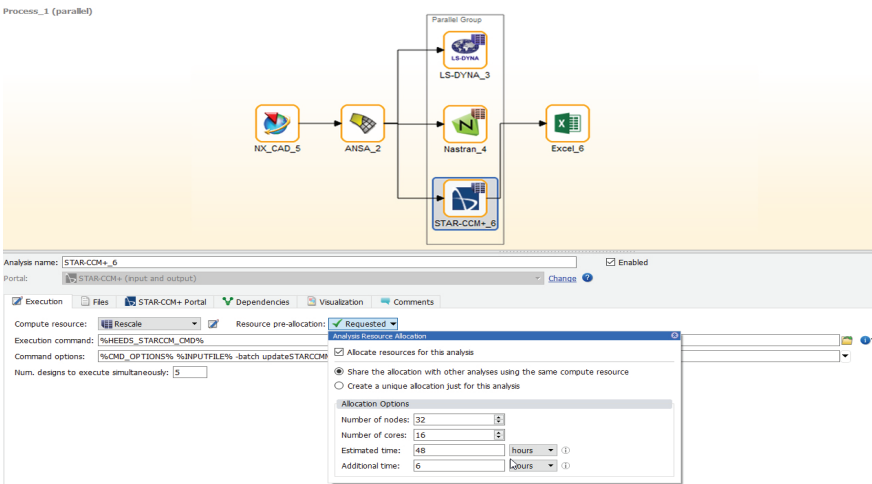 Process_1 (parallel)
Parallel Group
LS-DYNA
LS-DYNA_3
NX_CAD_5
ANSA_2
N
Nastran_4
X
Excel_6
STAR-CCM+_6
Analysis name: STAR-CCM+_6 Enabled
Portal: STAR-CCM+ (input and output) Change ?
Execution Files STAR-CCM+ Portal Dependencies Visualization Comments
Compute resource: Rescale Resource pre-allocation: Requested
Execution command: %HEEDS_STARCCM_CMD%
Command options: %CMD_OPTIONS% %INPUTFILE% -batch updateSTARCCM
Num. designs to execute simultaneously: 5
Analysis Resource Allocation
Allocate resources for this analysis
Share the allocation with other analyses using the same compute resource
Create a unique allocation just for this analysis
Allocation Options
Number of nodes: 32
Number of cores: 16
Estimated time: 48 hours
Additional time: 6 hours